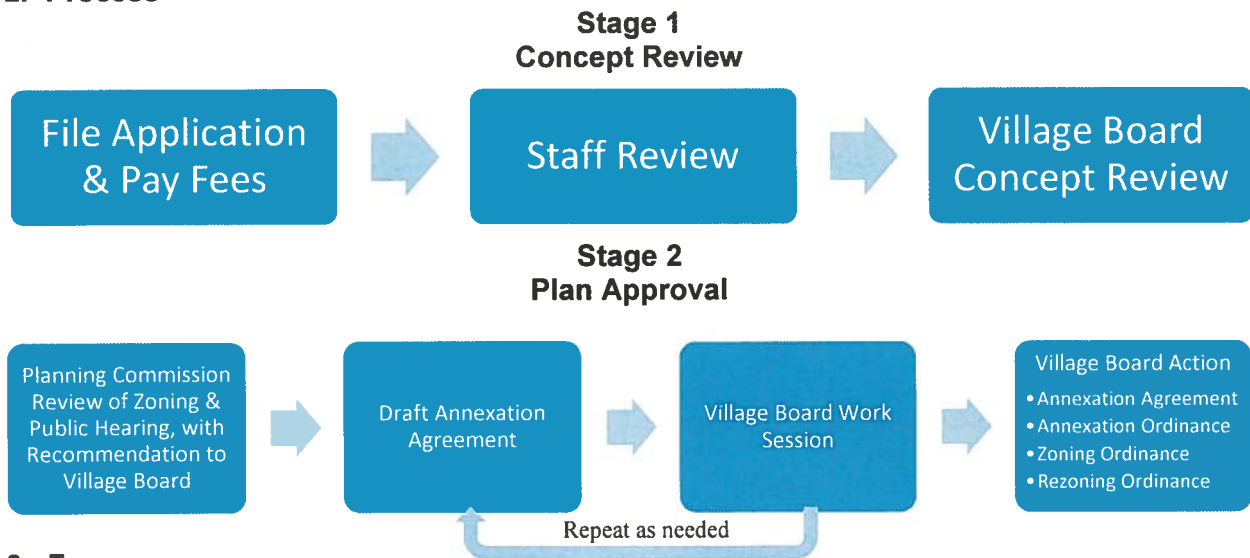 Stage 1
Concept Review
File Application
& Pay Fees
Staff Review
Village Board
Concept Review
Stage 2
Plan Approval
Planning Commission
Review of Zoning &
Public Hearing, with
Recommendation to
Village Board
Draft Annexation
Agreement
Village Board Work
Session
Village Board Action
• Annexation Agreement
• Annexation Ordinance
• Zoning Ordinance
• Rezoning Ordinance
Repeat as needed